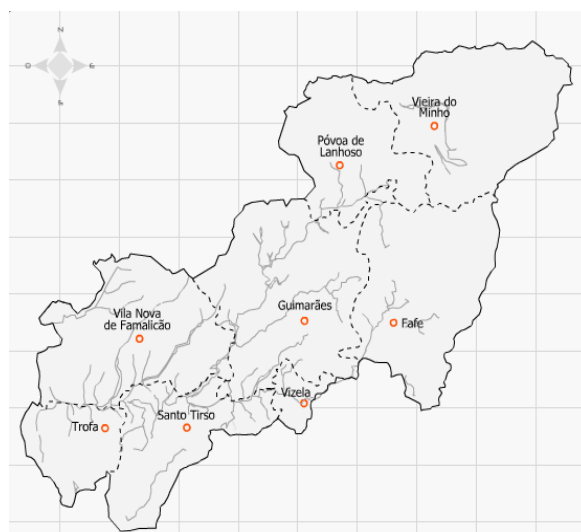 N
O
E
S
Vieira do
Minho
Póvoa de
Lanhoso
Guimarães
Vila Nova
de Famalicão
Fafe
Vizela
Santo Tirso
Trofa